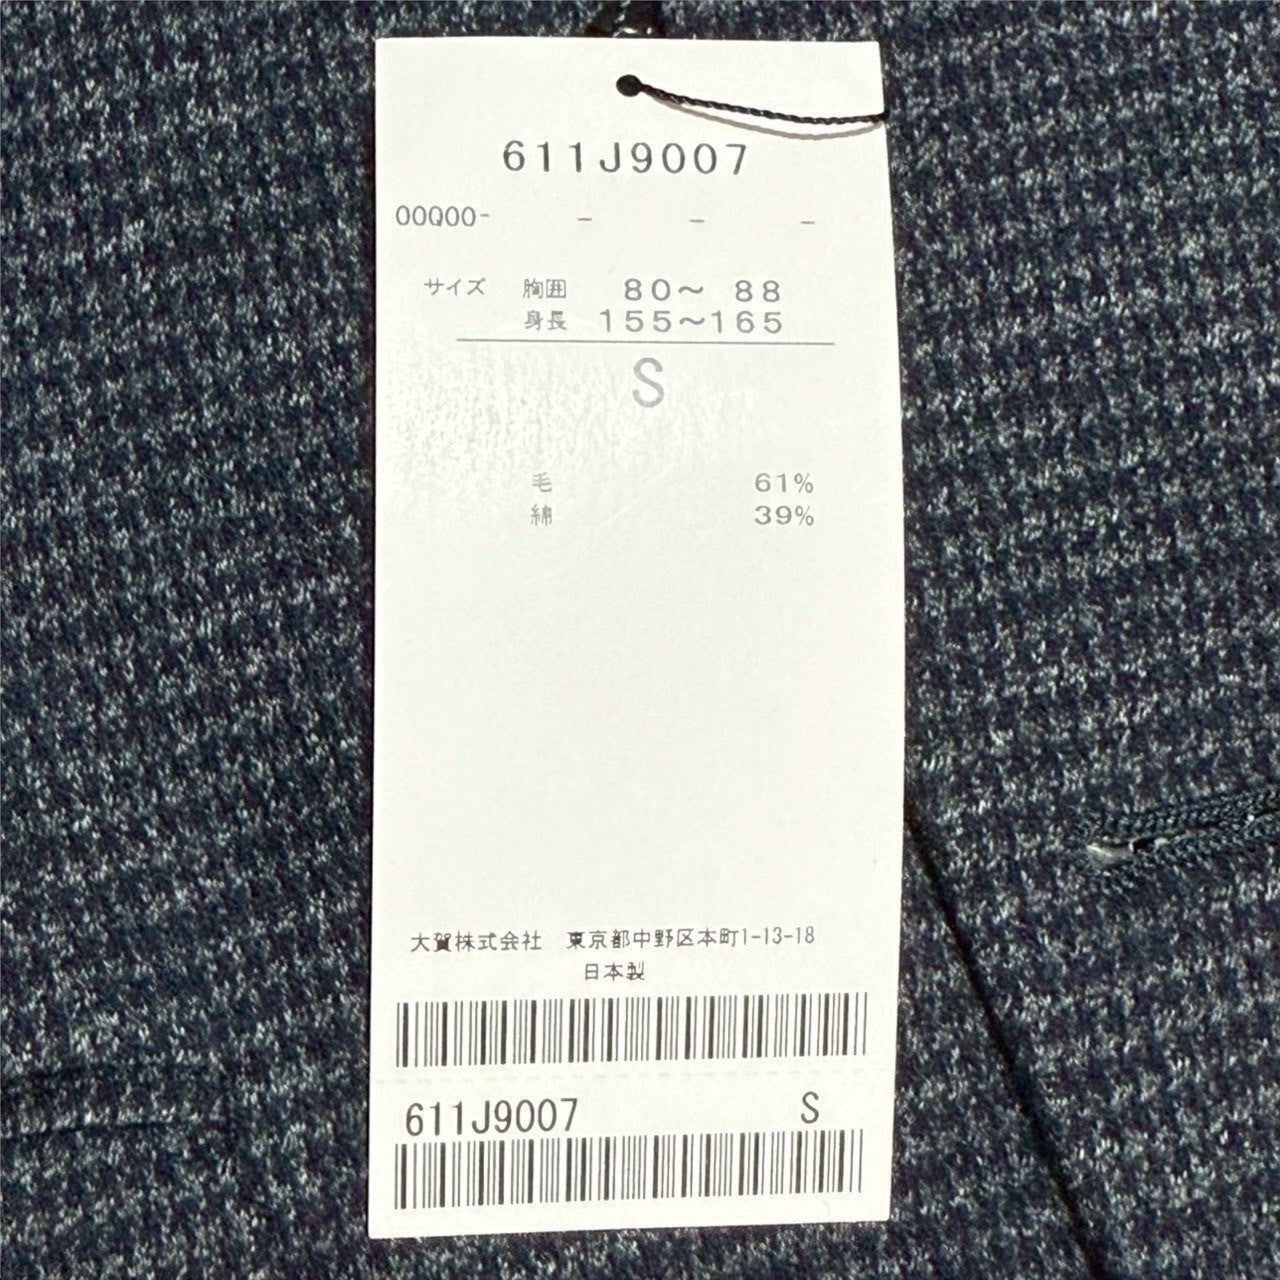 611J9007
00000- - - -
サイズ 胸囲 80～ 88
身長 155～165
S
毛 61%
綿 39%
大賀株式会社 東京都中野区本町1-13-18
日本製
611J9007 S